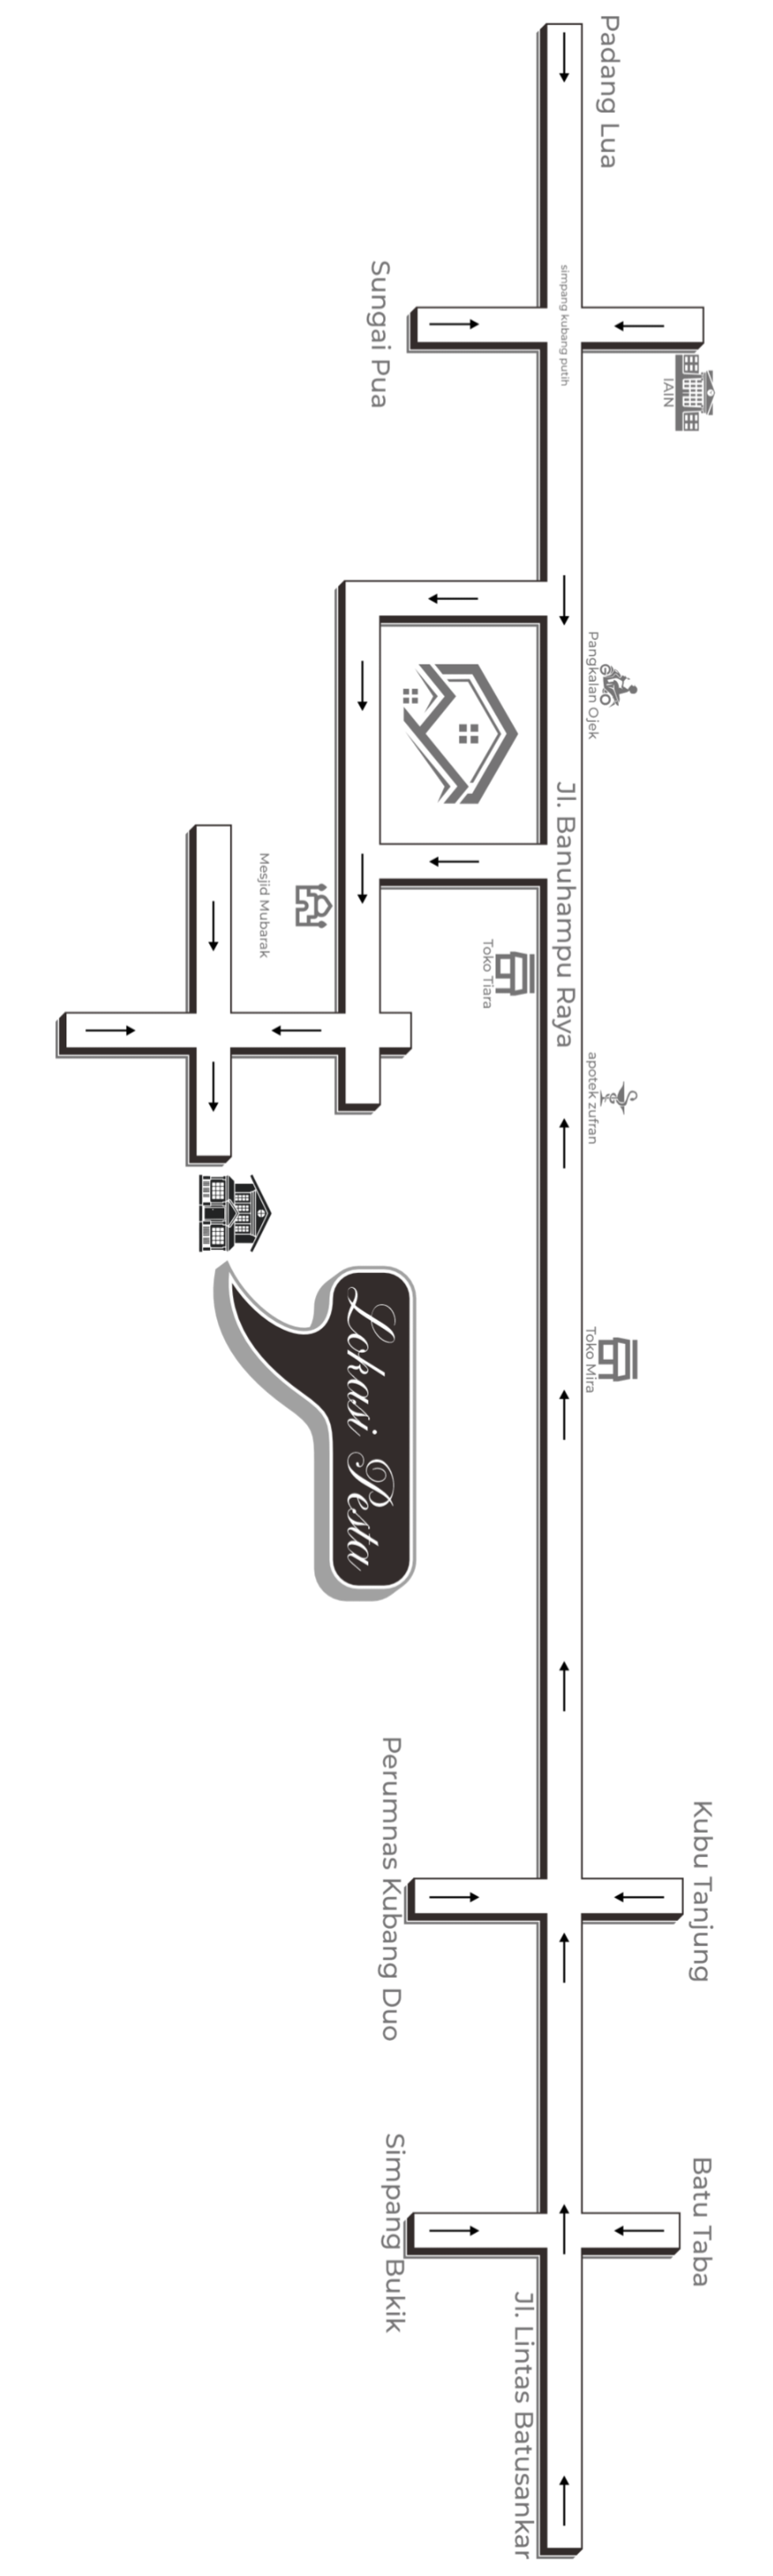 Padang Lua
IAIN
Sungai Pua
simpang kubang putih
Pangkalan Ojek
Jl. Banuhampu Raya
Mesjid Mubarak
Toko Tiara
apotek zufran
Toko Mira
Lokasi Pesta
Kubu Tanjung
Perumnas Kubang Duo
Batu Taba
Simpang Bukik
Jl. Lintas Batusankar